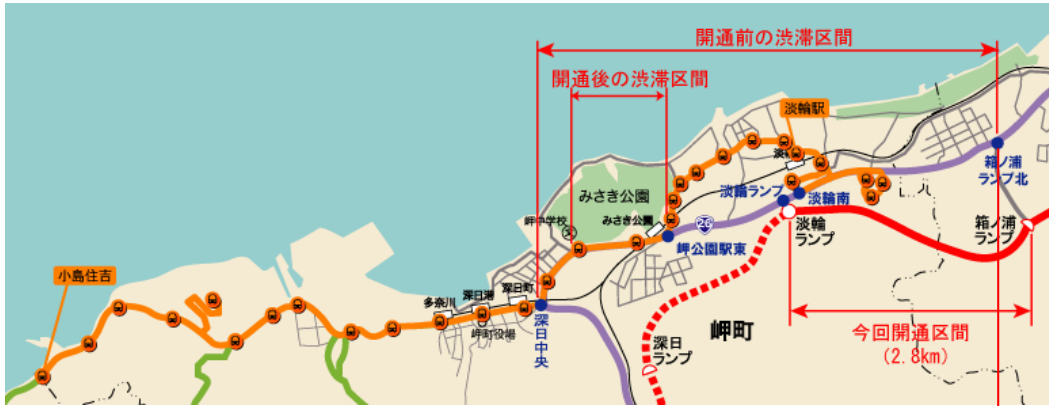 開通前の渋滞区間
開通後の渋滞区間
淡輪駅
みさき公園
岬中学校
みさき公園
26
岬公園駅東
淡輪ランプ
淡輪南
箱ノ浦
ランプ北
淡輪
ランプ
箱ノ浦
ランプ
小島住吉
多奈川
深日港
深日町
岬町役場
深日中央
深日
ランプ
岬町
今回開通区間
(2.8km)